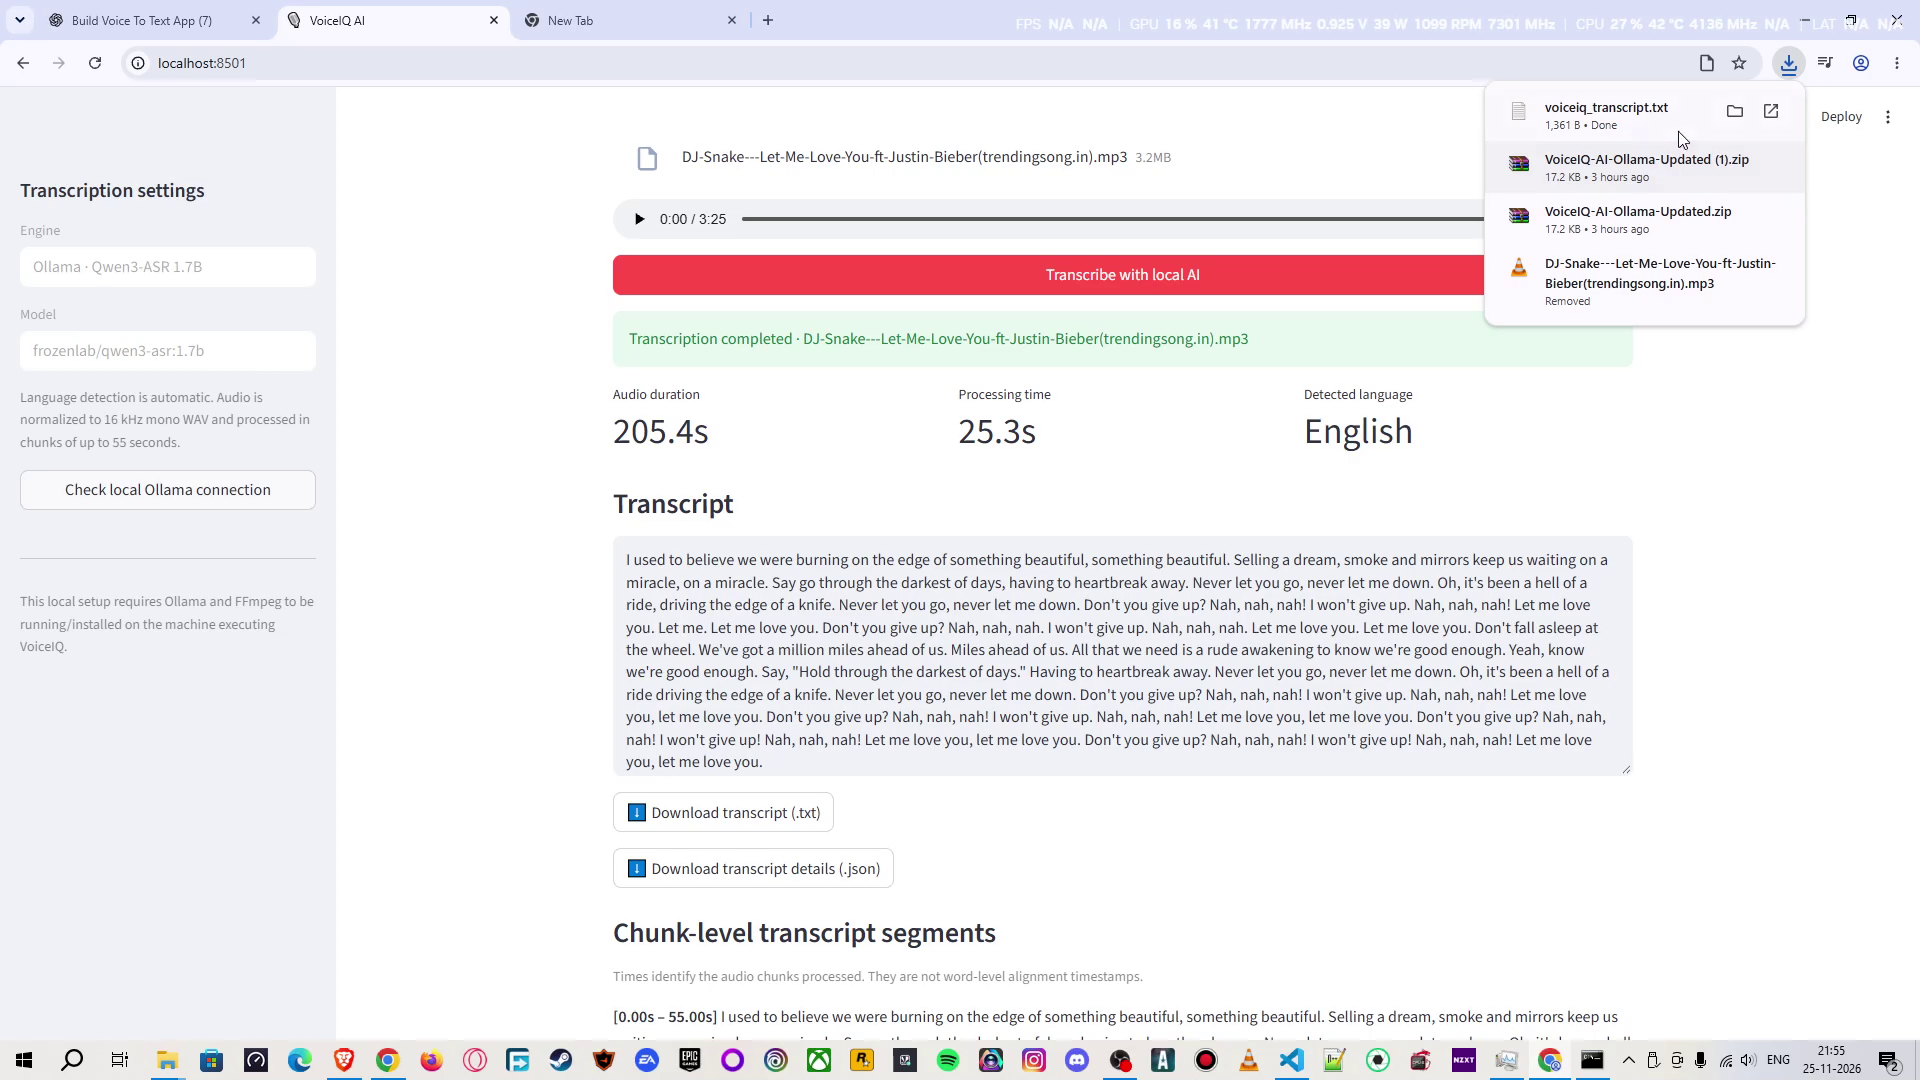 Build Voice To Text App (7)
VoiceIQ AI
New Tab
FPS N/A N/A | GPU 16 % 41 °C 1777 MHz 0.925 V 39 W 1099 RPM 7301 MHz | CPU 27 % 42 °C 4136 MHz N/A | LAT N/A N/A
localhost:8501
voiceiq_transcript.txt
1,361 B • Done
VoiceIQ-AI-Ollama-Updated (1).zip
17.2 KB • 3 hours ago
VoiceIQ-AI-Ollama-Updated.zip
17.2 KB • 3 hours ago
DJ-Snake---Let-Me-Love-You-ft-Justin-
Bieber(trendingsong.in).mp3
Removed
Deploy
Transcription settings
Engine
Ollama · Qwen3-ASR 1.7B
Model
frozenlab/qwen3-asr:1.7b
Language detection is automatic. Audio is
normalized to 16 kHz mono WAV and processed in
chunks of up to 55 seconds.
Check local Ollama connection
This local setup requires Ollama and FFmpeg to be
running/installed on the machine executing
VoiceIQ.
DJ-Snake---Let-Me-Love-You-ft-Justin-Bieber(trendingsong.in).mp3 3.2MB
0:00 / 3:25
Transcribe with local AI
Transcription completed · DJ-Snake---Let-Me-Love-You-ft-Justin-Bieber(trendingsong.in).mp3
Audio duration
205.4s
Processing time
25.3s
Detected language
English
Transcript
I used to believe we were burning on the edge of something beautiful, something beautiful. Selling a dream, smoke and mirrors keep us waiting on a
miracle, on a miracle. Say go through the darkest of days, having to heartbreak away. Never let you go, never let me down. Oh, it's been a hell of a
ride, driving the edge of a knife. Never let you go, never let me down. Don't you give up? Nah, nah, nah! I won't give up. Nah, nah, nah! Let me love
you. Let me. Let me love you. Don't you give up? Nah, nah, nah. I won't give up. Nah, nah, nah. Let me love you. Let me love you. Don't fall asleep at
the wheel. We've got a million miles ahead of us. Miles ahead of us. All that we need is a rude awakening to know we're good enough. Yeah, know
we're good enough. Say, "Hold through the darkest of days." Having to heartbreak away. Never let you go, never let me down. Oh, it's been a hell of a
ride driving the edge of a knife. Never let you go, never let me down. Don't you give up? Nah, nah, nah! I won't give up. Nah, nah, nah! Let me love
you, let me love you. Don't you give up? Nah, nah, nah! I won't give up. Nah, nah, nah! Let me love you, let me love you. Don't you give up? Nah, nah,
nah! I won't give up! Nah, nah, nah! Let me love you, let me love you. Don't you give up? Nah, nah, nah! I won't give up! Nah, nah, nah! Let me love
you, let me love you.
Download transcript (.txt)
Download transcript details (.json)
Chunk-level transcript segments
Times identify the audio chunks processed. They are not word-level alignment timestamps.
[0.00s – 55.00s] I used to believe we were burning on the edge of something beautiful, something beautiful. Selling a dream, smoke and mirrors keep us
ENG
21:55
25-11-2026
2